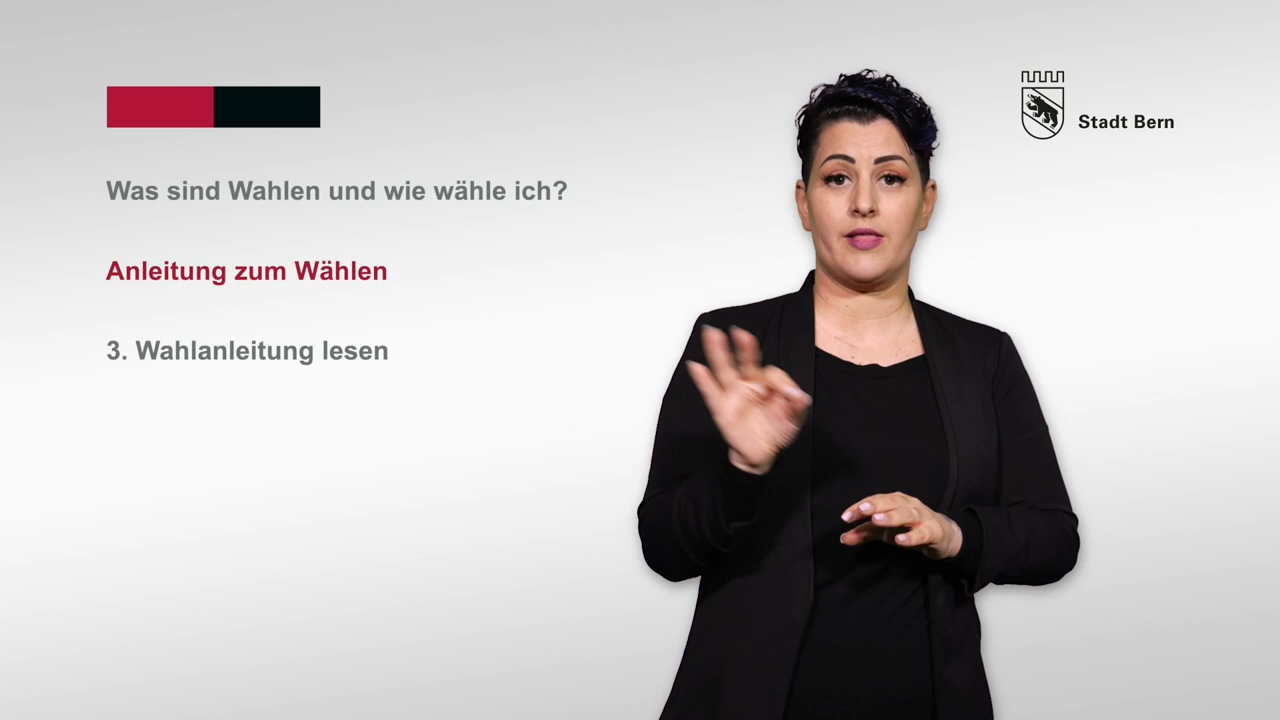 Stadt Bern
Was sind Wahlen und wie wähle ich?
Anleitung zum Wählen
3. Wahlanleitung lesen